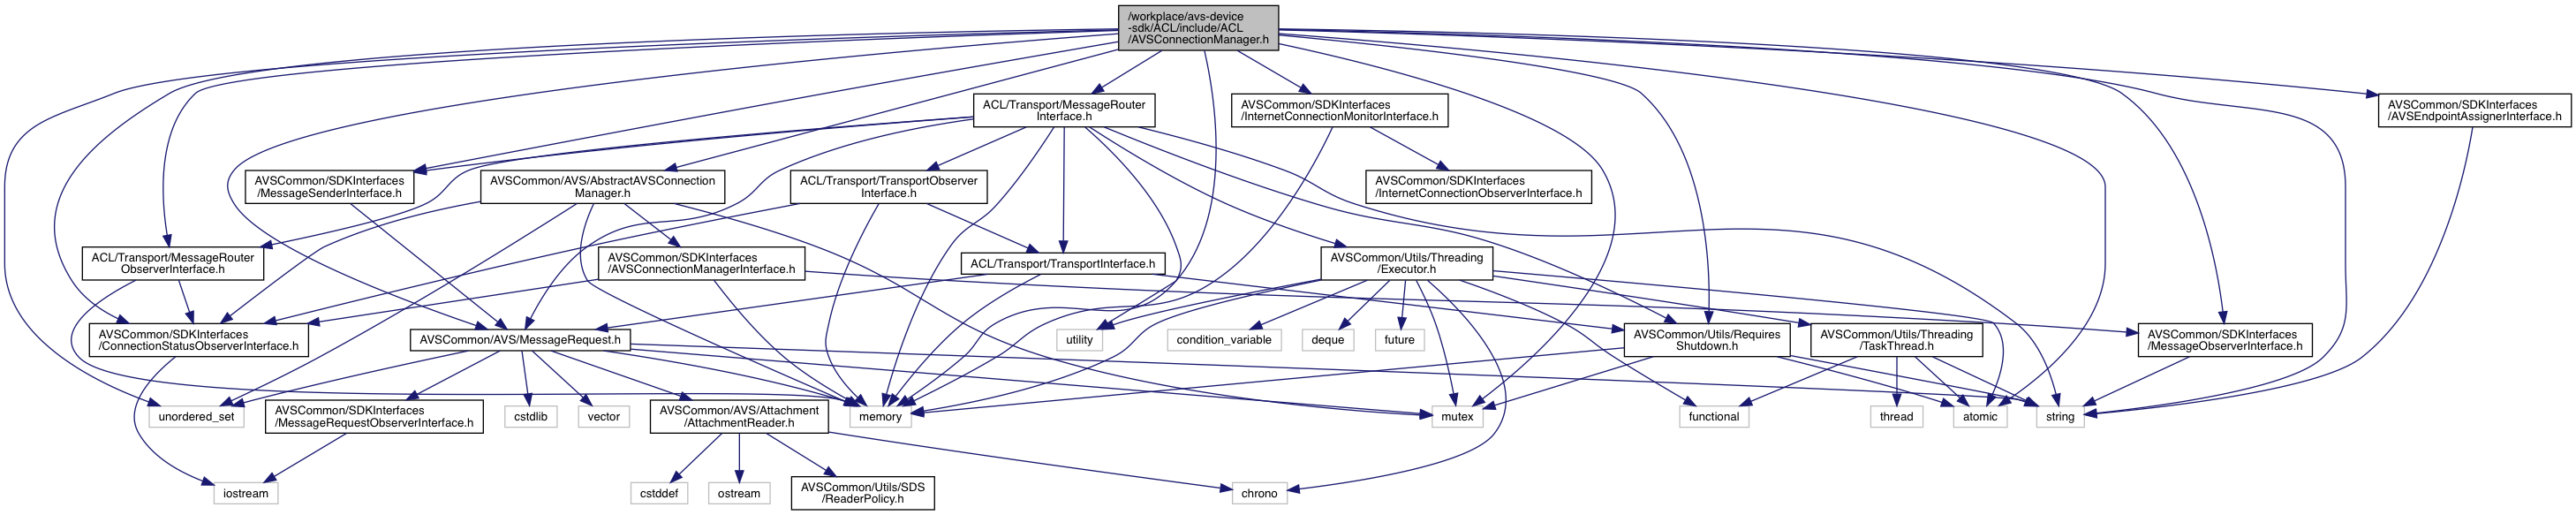 /workplace/avs-device
-sdk/ACL/include/ACL
/AVSConnectionManager.h
ACL/Transport/MessageRouter
Interface.h
AVSCommon/SDKInterfaces
/InternetConnectionMonitorInterface.h
AVSCommon/SDKInterfaces
/AVSEndpointAssignerInterface.h
AVSCommon/SDKInterfaces
/MessageSenderInterface.h
AVSCommon/AVS/AbstractAVSConnection
Manager.h
ACL/Transport/TransportObserver
Interface.h
AVSCommon/SDKInterfaces
/InternetConnectionObserverInterface.h
ACL/Transport/MessageRouter
ObserverInterface.h
AVSCommon/SDKInterfaces
/AVSConnectionManagerInterface.h
ACL/Transport/TransportInterface.h
AVSCommon/Utils/Threading
/Executor.h
AVSCommon/SDKInterfaces
/ConnectionStatusObserverInterface.h
AVSCommon/AVS/MessageRequest.h
utility
condition_variable
deque
future
AVSCommon/Utils/Requires
Shutdown.h
AVSCommon/Utils/Threading
/TaskThread.h
AVSCommon/SDKInterfaces
/MessageObserverInterface.h
unordered_set
AVSCommon/SDKInterfaces
/MessageRequestObserverInterface.h
cstdlib
vector
AVSCommon/AVS/Attachment
/AttachmentReader.h
memory
mutex
functional
thread
atomic
string
iostream
cstddef
ostream
AVSCommon/Utils/SDS
/ReaderPolicy.h
chrono